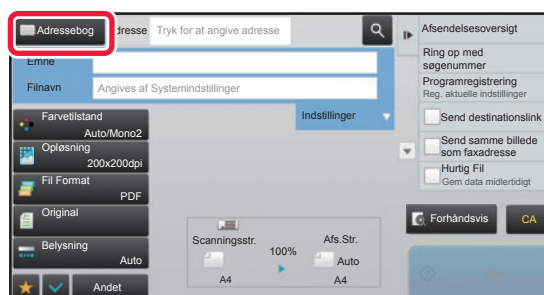 Adressebog
dresse
Tryk for at angive adresse
Emne
Filnavn
Angives af Systemindstillinger
Farvetilstand
Auto/Mono2
Opløsning
200x200dpi
Fil Format
PDF
Original
Belysning
Auto
Andet
Indstillinger
Scanningsstr.
A4
100%
Afs.Str.
Auto
A4
Afsendelsesoversigt
Ring op med
søgenummer
Programregistrering
Reg. aktuelle indstillinger
Send destinationslink
Send samme billede
som faxadresse
Hurtig Fil
Gem data midlertidigt
Forhåndsvis
CA